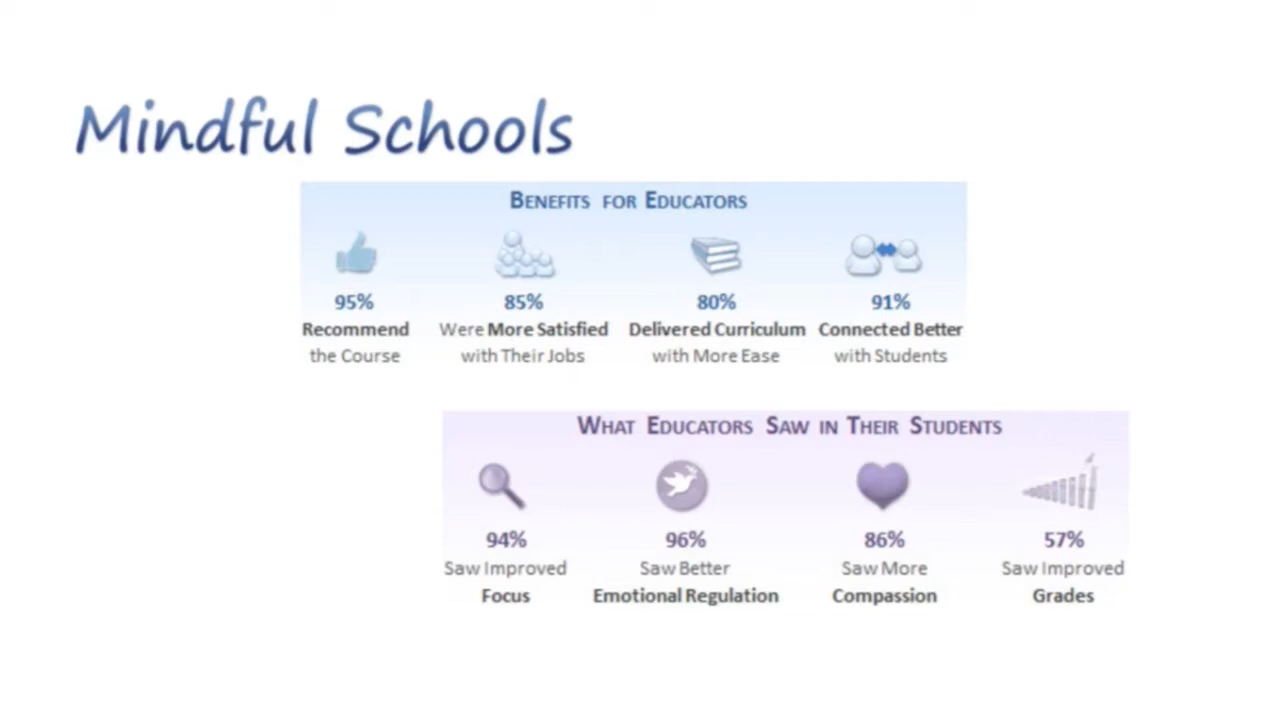 Mindful Schools
Benefits for Educators
95%
Recommend
the Course
85%
Were More Satisfied
with Their Jobs
80%
Delivered Curriculum
with More Ease
91%
Connected Better
with Students
What Educators Saw in Their Students
94%
Saw Improved
Focus
96%
Saw Better
Emotional Regulation
86%
Saw More
Compassion
57%
Saw Improved
Grades